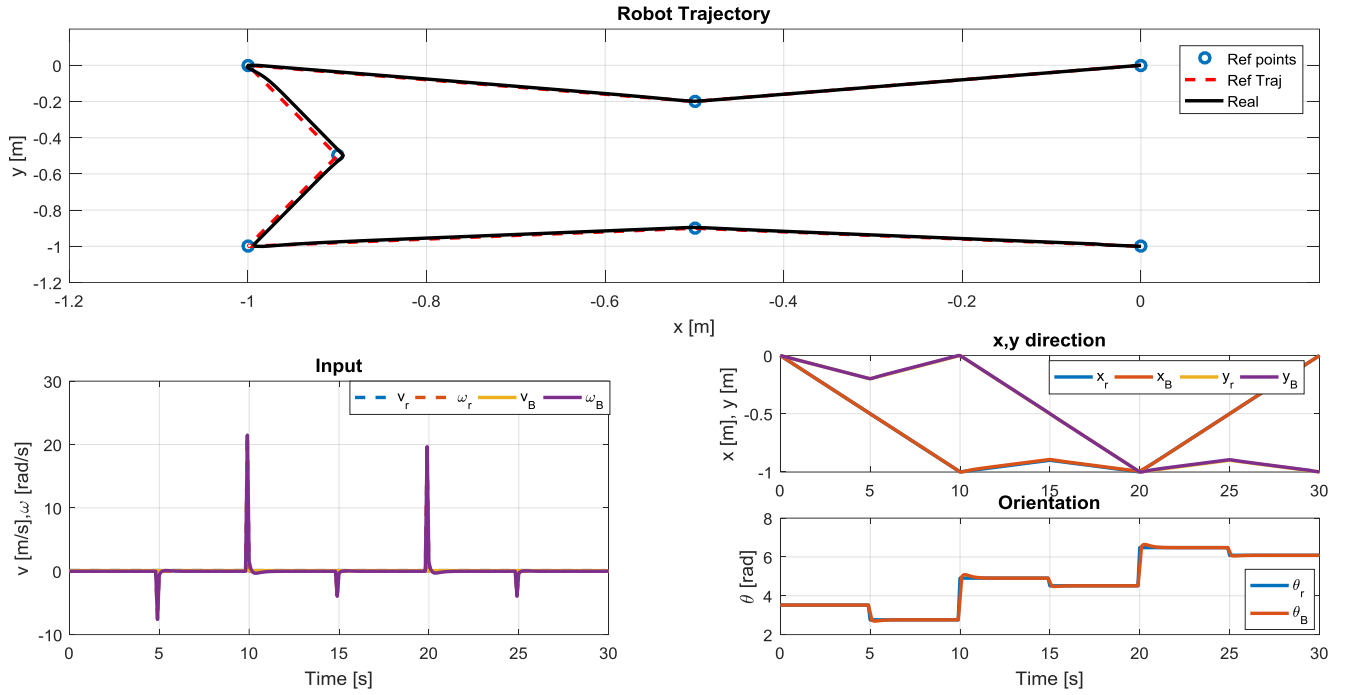 Robot Trajectory
0
-0.2
-0.4
-0.6
-0.8
-1
-1.2
y [m]
Ref points
Ref Traj
Real
-1.2
-1
-0.8
-0.6
-0.4
-0.2
0
x [m]
Input
30
20
10
0
-10
v [m/s],ω [rad/s]
v_r
ω_r
v_B
ω_B
0
5
10
15
20
25
30
Time [s]
x,y direction
0
-0.5
-1
x [m], y [m]
x_r
x_B
y_r
y_B
0
5
10
15
20
25
30
Orientation
8
6
4
2
θ [rad]
θ_r
θ_B
0
5
10
15
20
25
30
Time [s]